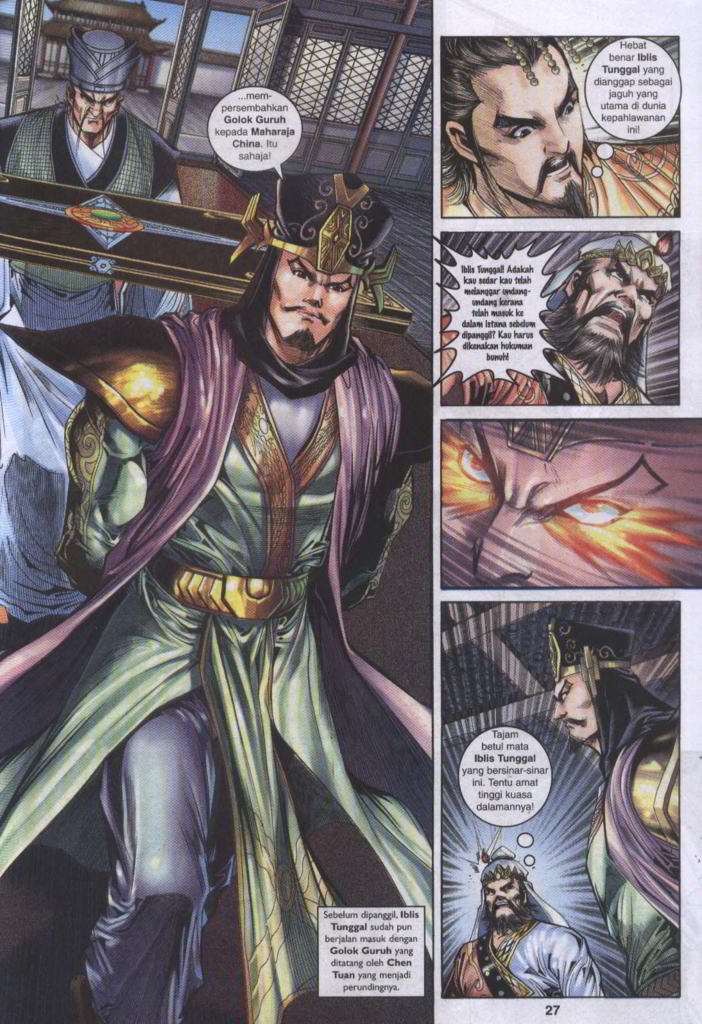 ...mem-
persembahkan
Golok Guruh
kepada Maharaja
China. Itu
sahaja!
Sebelum dipanggil, Iblis
Tunggal sudah pun
berjalan masuk dengan
Golok Guruh yang
ditatang oleh Chen
Tuan yang menjadi
perundingnya.
Hebat
benar Iblis
Tunggal yang
dianggap sebagai
jaguh yang
utama di dunia
kepahlawanan
ini!
Iblis Tunggal! Adakah
kau sedar kau telah
melanggar undang-
undang kerana
telah masuk ke
dalam istana sebelum
dipanggil? Kau harus
dikenakan hukuman
bunuh!
Tajam
betul mata
Iblis Tunggal
yang bersinar-sinar
ini. Tentu amat
tinggi kuasa
dalamannya!
27